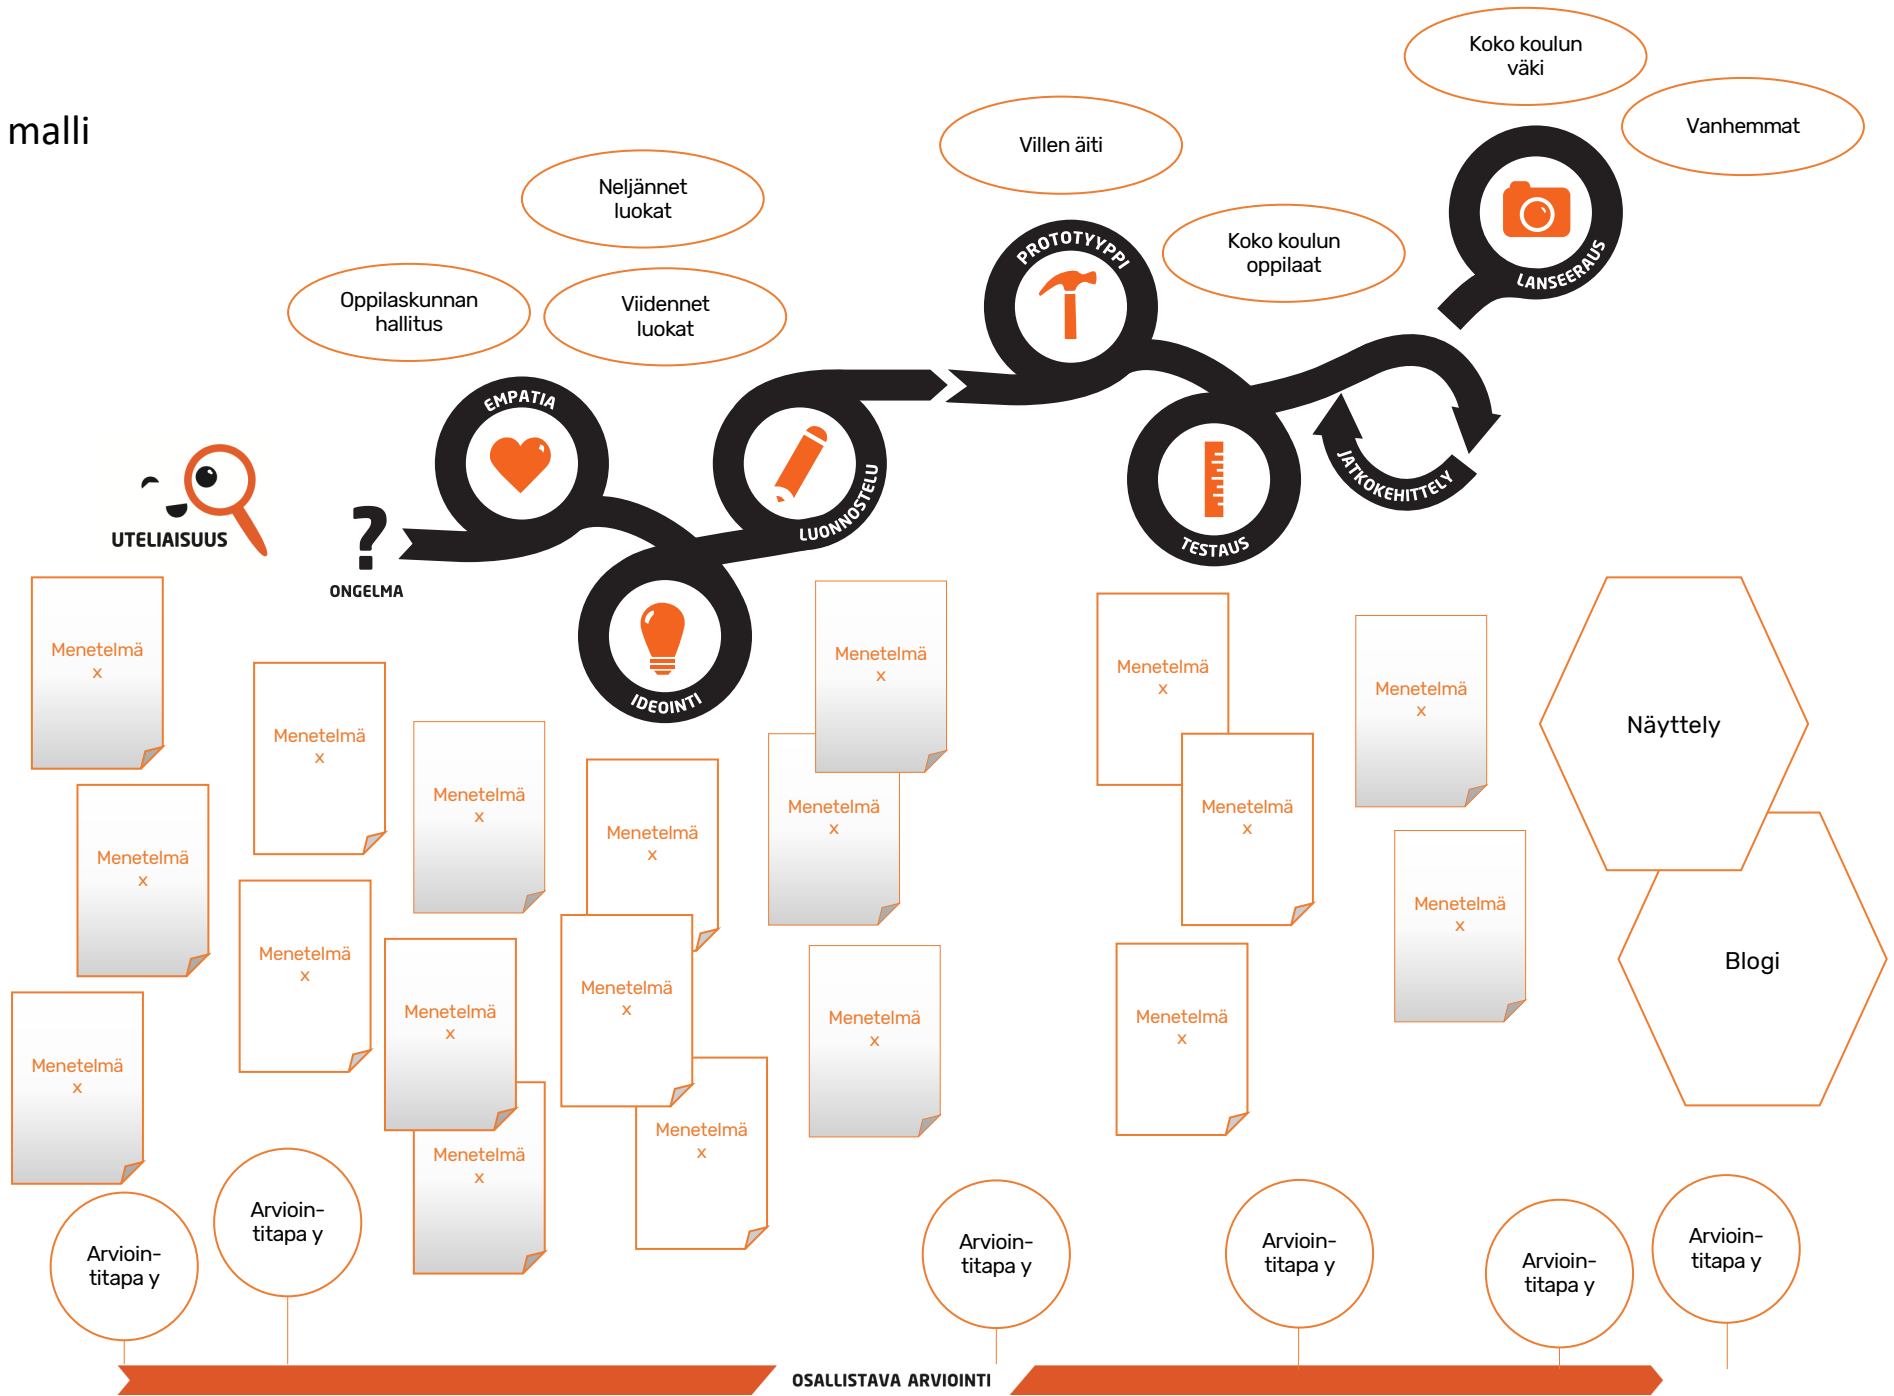 malli
Koko koulun
väki
Vanhemmat
Villen äiti
Neljännet
luokat
Koko koulun
oppilaat
Oppilaskunnan
hallitus
Viidennet
luokat
UTELIAISUUS
?
ONGELMA
EMPATIA
IDEOINTI
LUONNOSTELU
PROTOTYYPPI
TESTAUS
JATKOKEHITTELY
LANSEERAUS
Menetelmä
x
Menetelmä
x
Menetelmä
x
Menetelmä
x
Menetelmä
x
Menetelmä
x
Menetelmä
x
Menetelmä
x
Menetelmä
x
Menetelmä
x
Menetelmä
x
Menetelmä
x
Menetelmä
x
Menetelmä
x
Menetelmä
x
Menetelmä
x
Menetelmä
x
Menetelmä
x
Menetelmä
x
Näyttely
Blogi
Arvioin-
titapa y
Arvioin-
titapa y
Arvioin-
titapa y
Arvioin-
titapa y
Arvioin-
titapa y
Arvioin-
titapa y
OSALLISTAVA ARVIOINTI